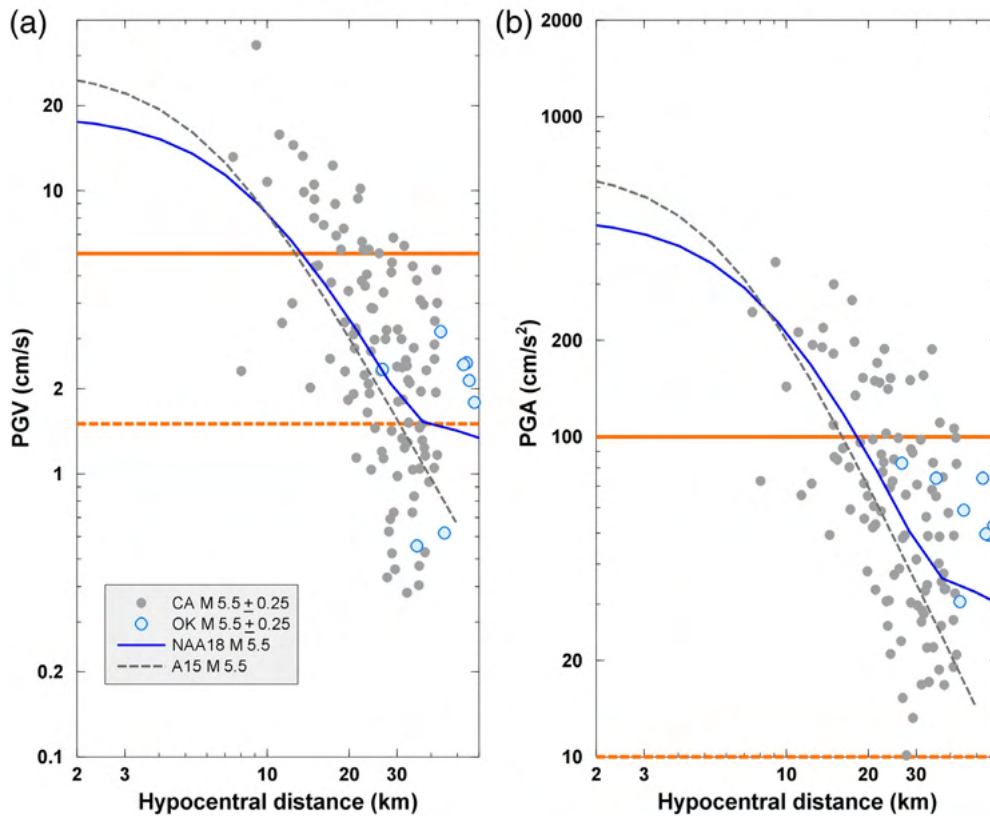 (a)
PGV (cm/s)
20
10
6
2
1
0.2
0.1
CA M 5.5 ± 0.25
OK M 5.5 ± 0.25
NAA18 M 5.5
A15 M 5.5
2 3 10 20 30
Hypocentral distance (km)
(b)
PGA (cm/s²)
2000
1000
200
100
20
10
2 3 10 20 30
Hypocentral distance (km)